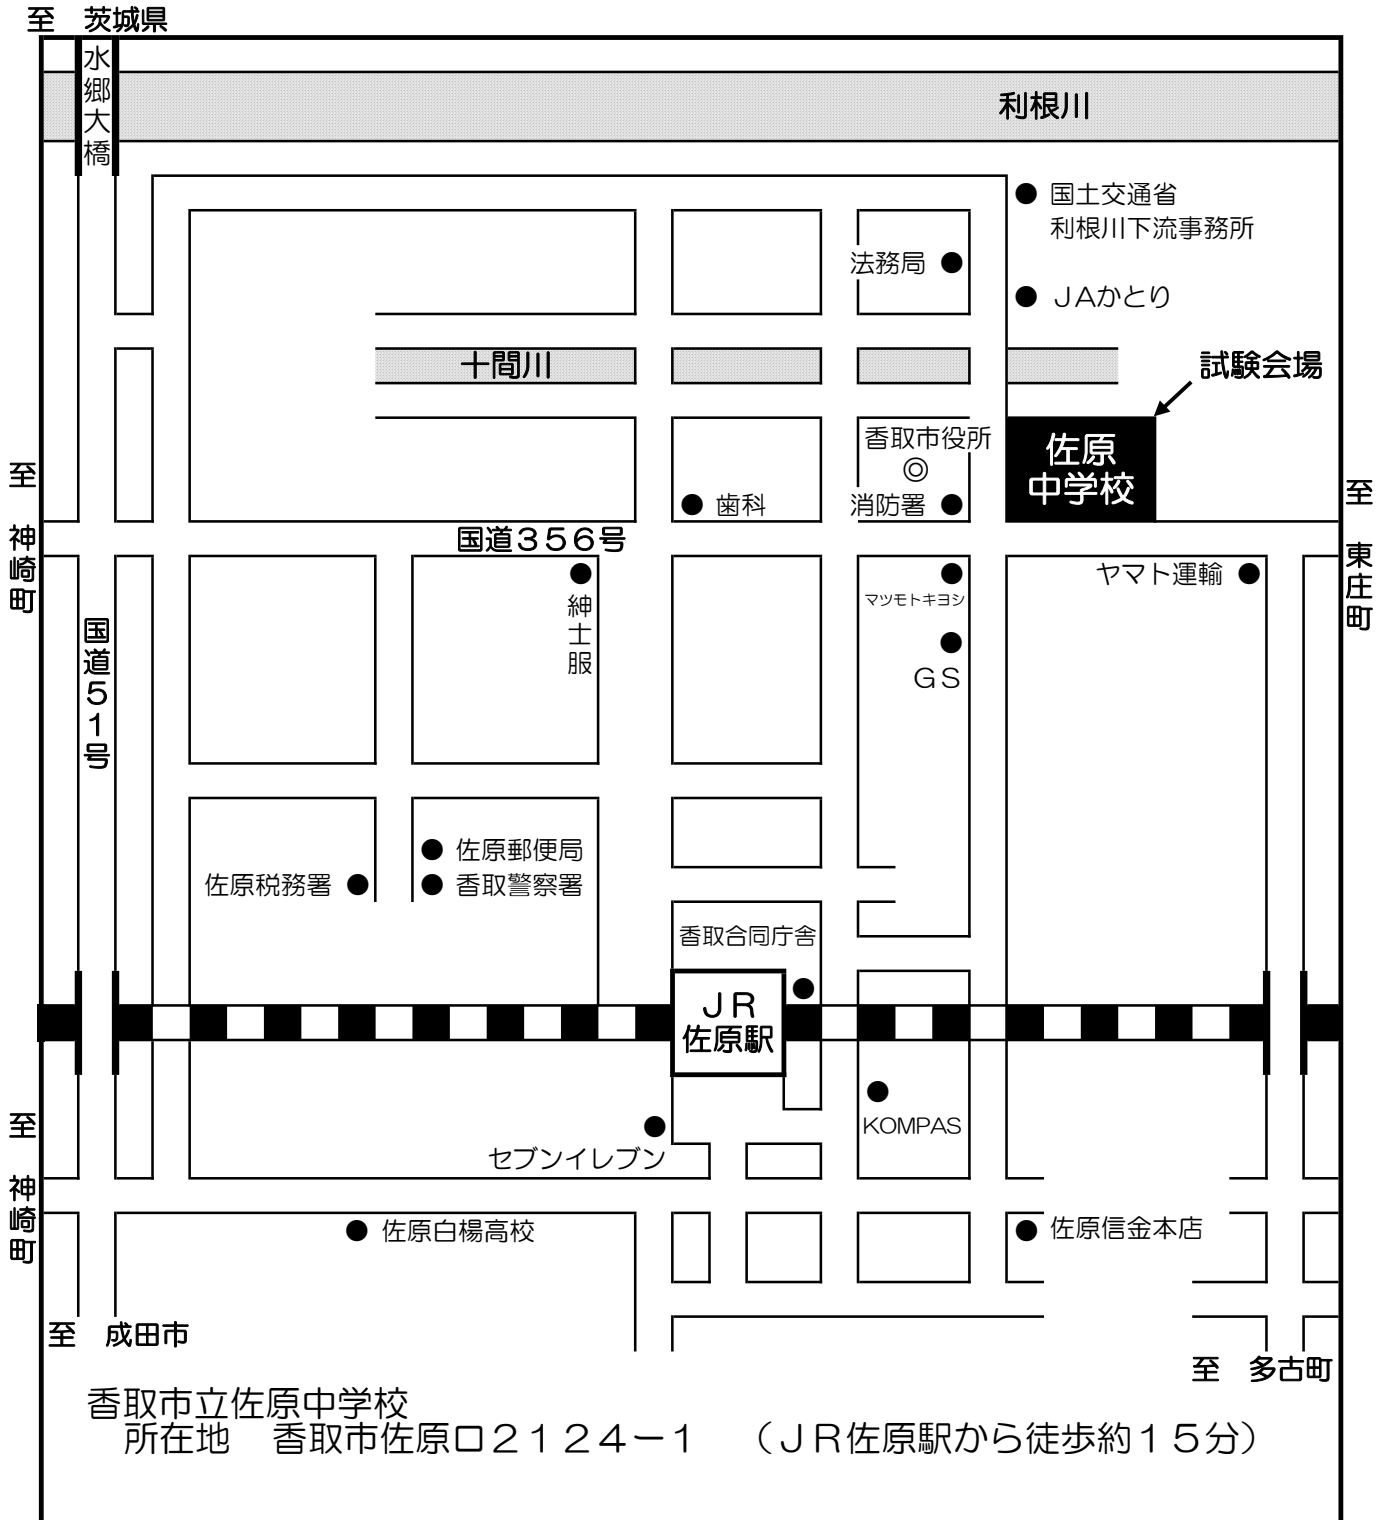 至　茨城県
水郷大橋
利根川
国土交通省
利根川下流事務所
法務局
ＪＡかとり
十間川
試験会場
香取市役所
佐原
中学校
至　神崎町
歯科
消防署
至　東庄町
国道３５６号
紳士服
マツモトキヨシ
ヤマト運輸
国道５１号
ＧＳ
佐原郵便局
佐原税務署
香取警察署
香取合同庁舎
ＪＲ
佐原駅
至　神崎町
KOMPAS
セブンイレブン
佐原白楊高校
佐原信金本店
至　成田市
至　多古町
香取市立佐原中学校
所在地　香取市佐原ロ２１２４－１　（ＪＲ佐原駅から徒歩約１５分）